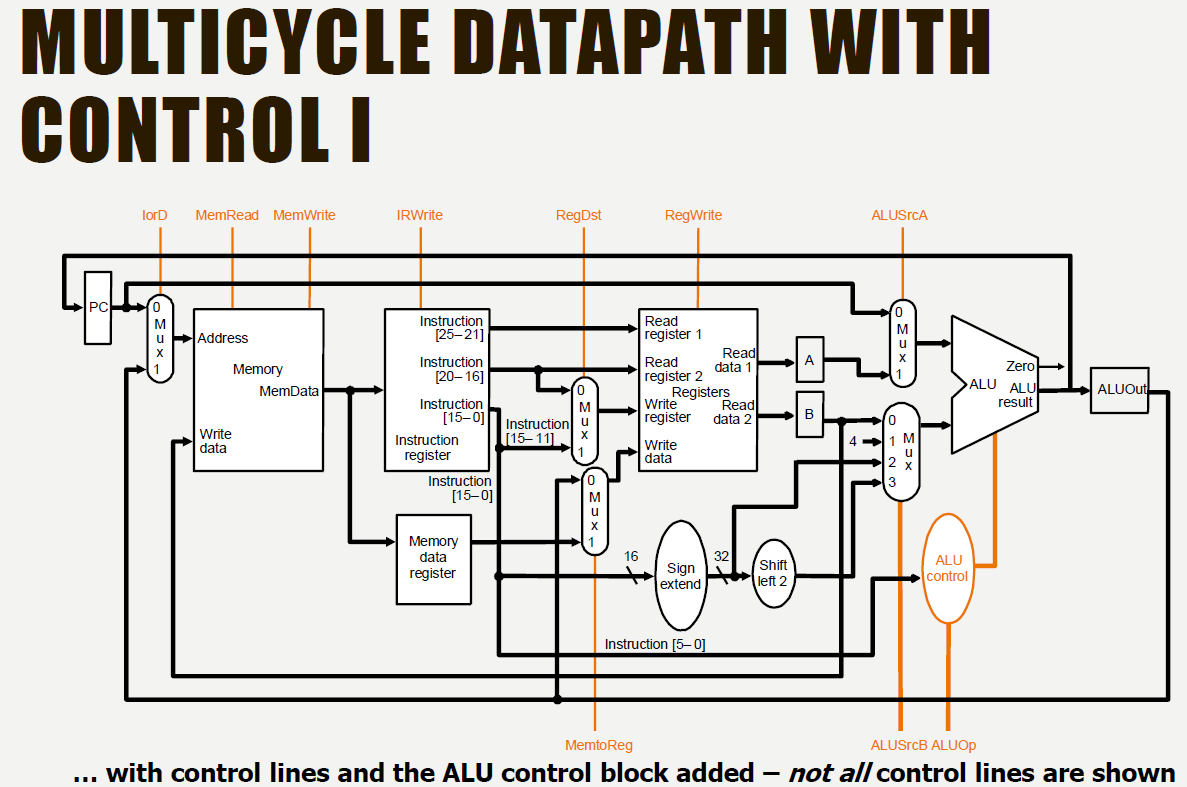 MULTICYCLE DATAPATH WITH
CONTROL I
IorD MemRead MemWrite IRWrite RegDst RegWrite ALUSrcA
PC
0
M
u
x
1
Address
Memory
MemData
Write
data
Instruction
[25–21]
Instruction
[20–16]
Instruction
[15–0]
Instruction
register
Instruction
[15–11]
Instruction
[15–0]
Memory
data
register
0
M
u
x
1
0
M
u
x
1
Read
register 1
Read
register 2
Registers
Write
register
Write
data
Read
data 1
Read
data 2
16
Sign
extend
32
Shift
left 2
Instruction [5–0]
A
B
4
0
M
u
x
1
0
1
2
3
M
u
x
Zero
ALU
ALU
result
ALUOut
ALU
control
MemtoReg
ALUSrcB ALUOp
... with control lines and the ALU control block added – not all control lines are shown